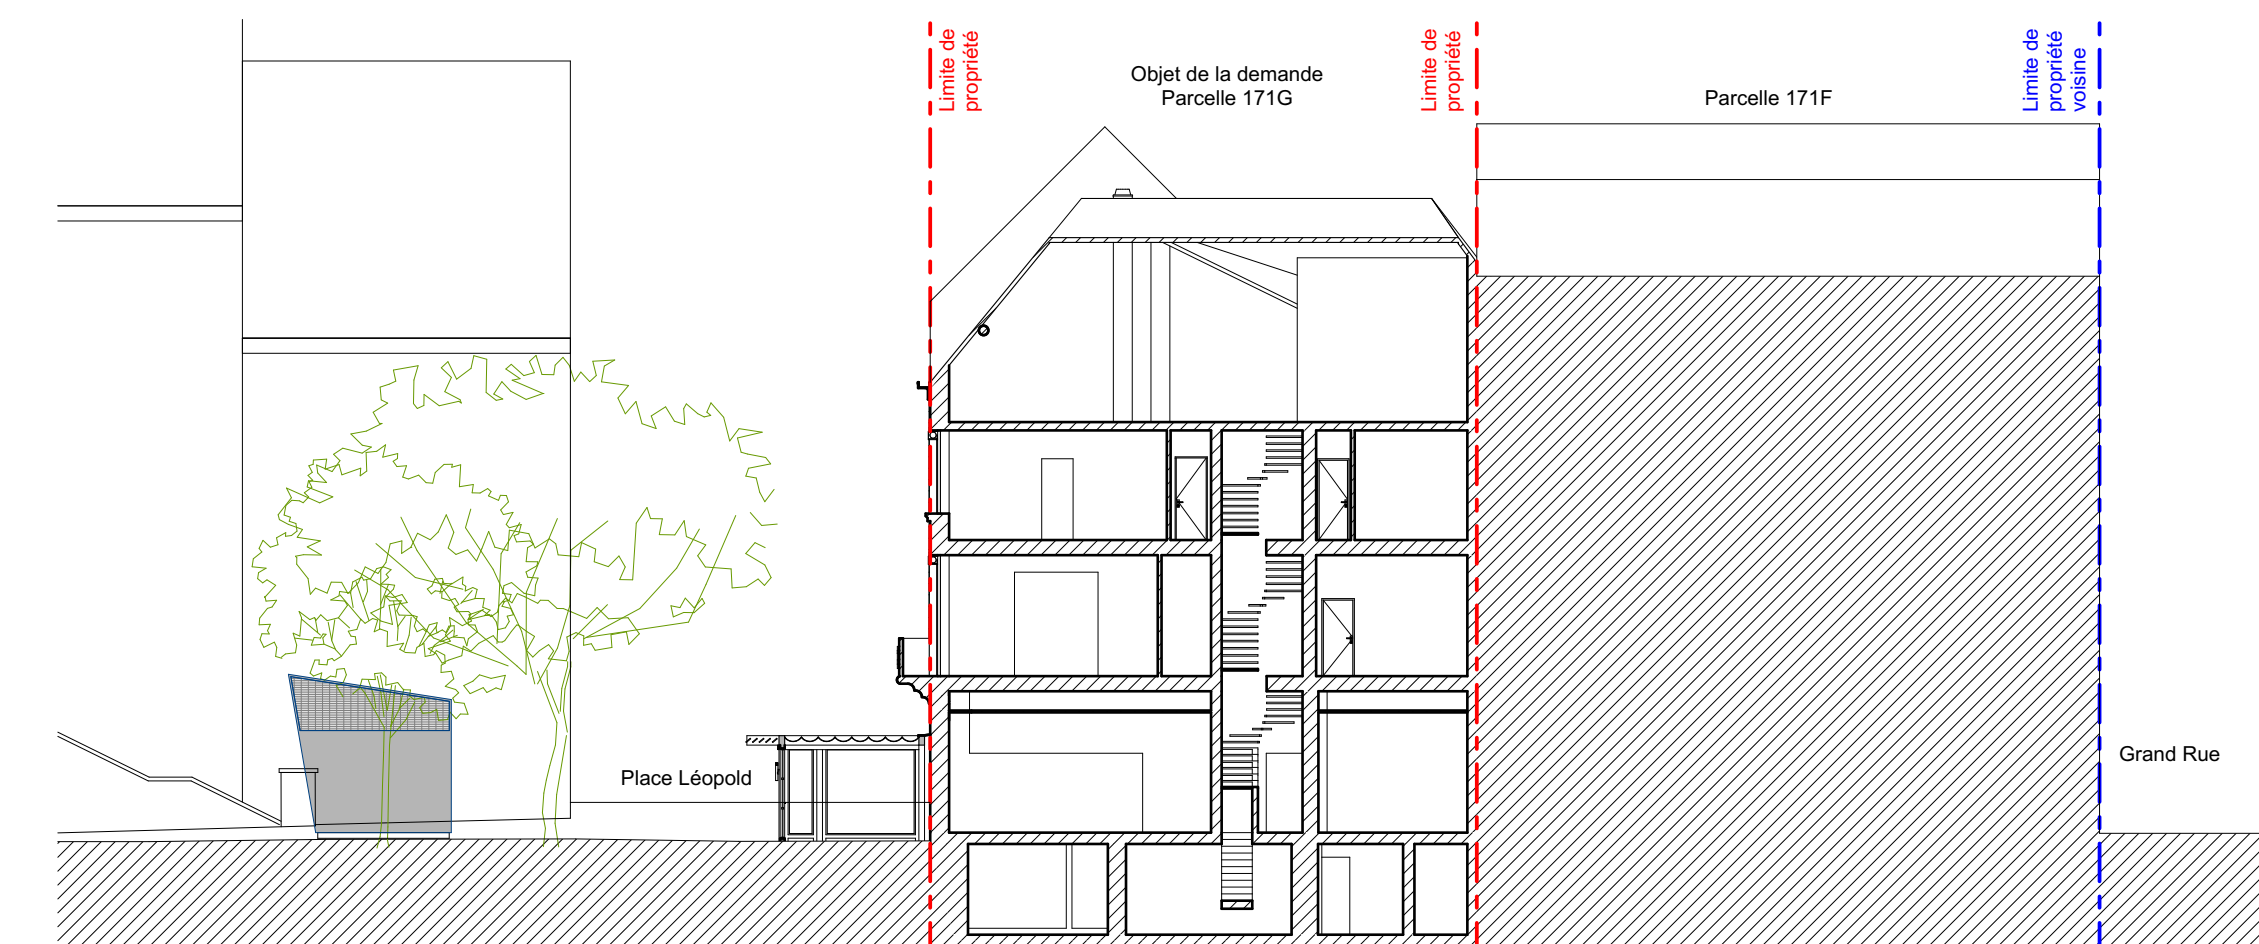 Limite de
propriété
Objet de la demande
Parcelle 171G
Limite de
propriété
Parcelle 171F
Limite de
propriété
voisine
Place Léopold
Grand Rue